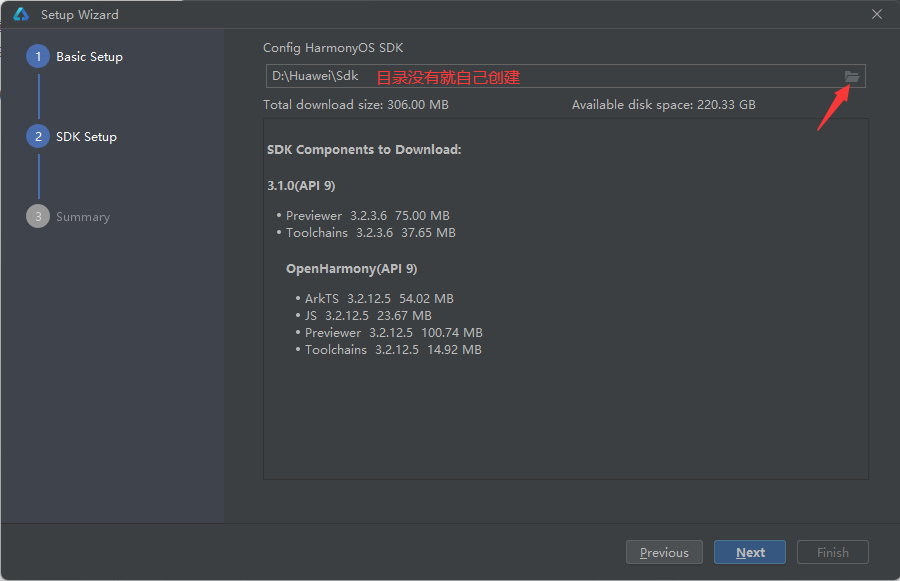 Setup Wizard
1 Basic Setup
2 SDK Setup
3 Summary
Config HarmonyOS SDK
D:\Huawei\Sdk 目录没有就自己创建
Total download size: 306.00 MB Available disk space: 220.33 GB
SDK Components to Download:
3.1.0(API 9)
• Previewer 3.2.3.6 75.00 MB
• Toolchains 3.2.3.6 37.65 MB
OpenHarmony(API 9)
• ArkTS 3.2.12.5 54.02 MB
• JS 3.2.12.5 23.67 MB
• Previewer 3.2.12.5 100.74 MB
• Toolchains 3.2.12.5 14.92 MB
Previous Next Finish